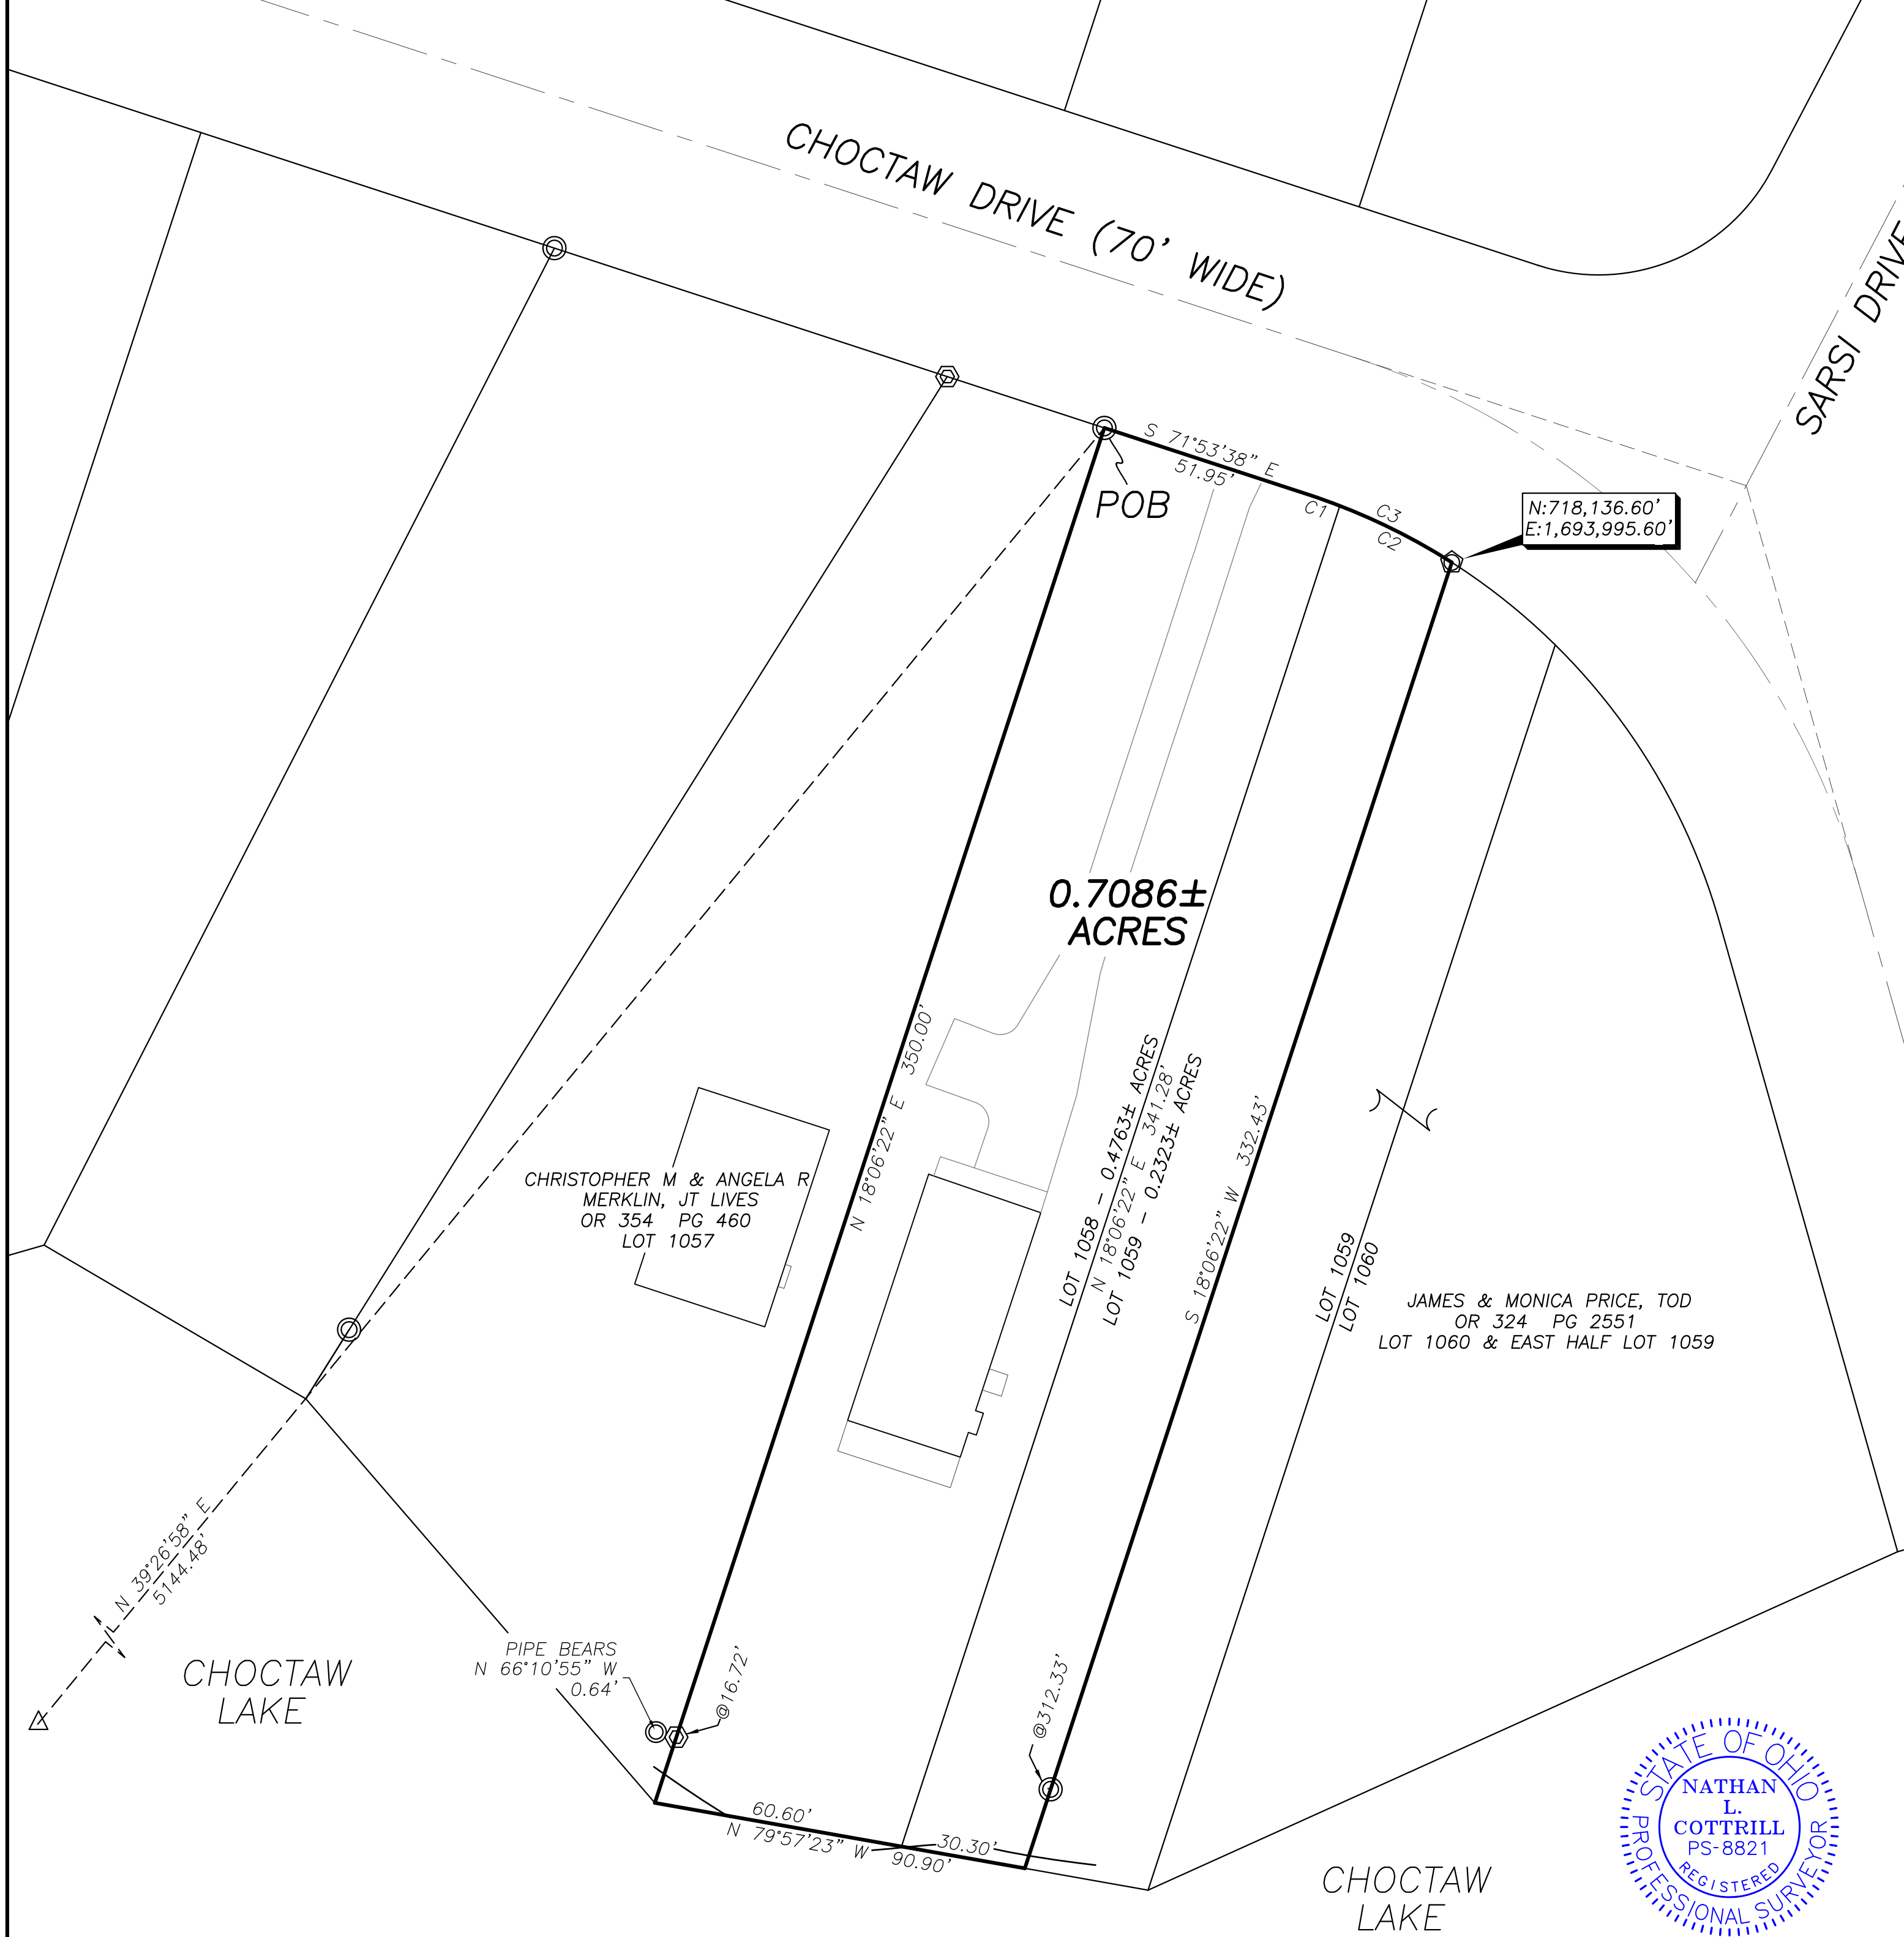 CHOCTAW DRIVE (70' WIDE)
SARSI DRIVE
S 71°53'38" E
51.95'
POB
C1
C3
C2
N:718,136.60'
E:1,693,995.60'
0.7086±
ACRES
N 18°06'22" E 350.00'
LOT 1058 - 0.4763± ACRES
N 18°06'22" E 341.28'
LOT 1059 - 0.2323± ACRES
S 18°06'22" W 332.43'
CHRISTOPHER M & ANGELA R
MERKLIN, JT LIVES
OR 354 PG 460
LOT 1057
LOT 1059
LOT 1060
JAMES & MONICA PRICE, TOD
OR 324 PG 2551
LOT 1060 & EAST HALF LOT 1059
N 39°26'58" E
5144.48'
CHOCTAW
LAKE
PIPE BEARS
N 66°10'55" W
0.64'
@16.72'
@312.33'
60.60'
N 79°57'23" W 90.90'
30.30'
CHOCTAW
LAKE
STATE OF OHIO
NATHAN
L.
COTTRILL
PS-8821
REGISTERED
PROFESSIONAL SURVEYOR